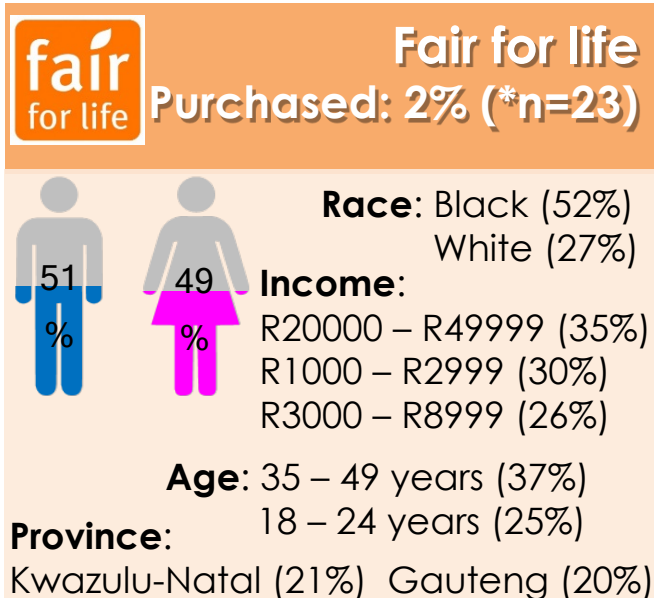 fair
for life
Fair for life
Purchased: 2% (*n=23)
51
%
49
%
Race: Black (52%)
White (27%)
Income:
R20000 – R49999 (35%)
R1000 – R2999 (30%)
R3000 – R8999 (26%)
Age: 35 – 49 years (37%)
18 – 24 years (25%)
Province:
Kwazulu-Natal (21%) Gauteng (20%)